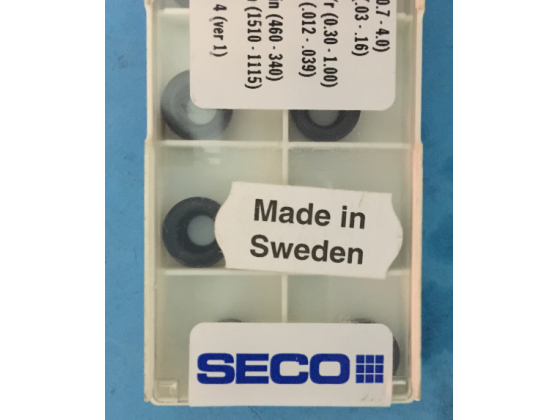 0.7 - 4.0)
(.03 - .16)
/r (0.30 - 1.00)
(.012 - .039)
in (460 - 340)
(1510 - 1115)
4 (ver 1)
Made in
Sweden
SECO